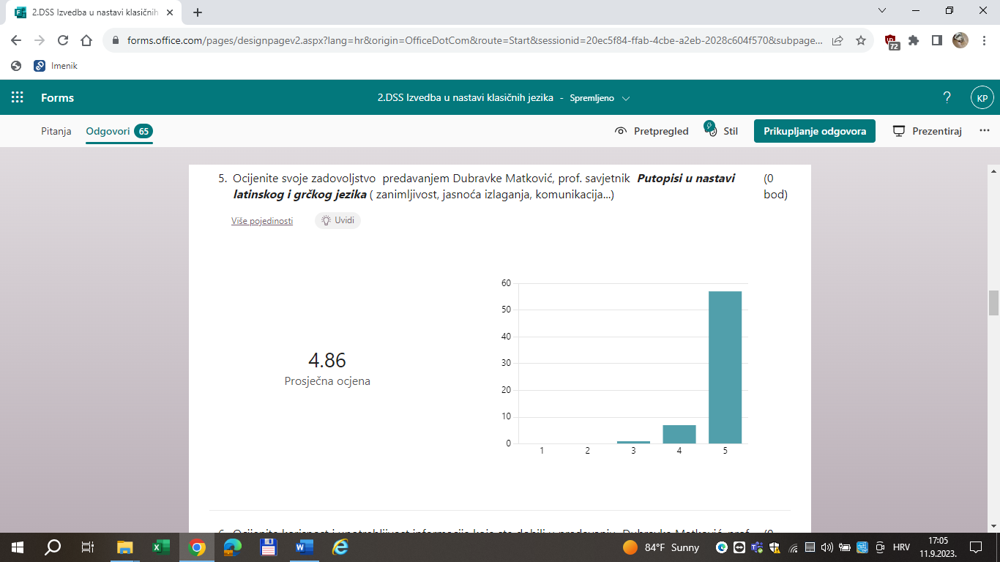 2.DSS Izvedba u nastavi klasičnih
forms.office.com/pages/designpagev2.aspx?lang=hr&origin=OfficeDotCom&route=Start&sessionid=20ec5f84-ffab-4cbe-a2eb-2028c604f570&subpage...
72
Imenik
Forms
2.DSS Izvedba u nastavi klasičnih jezika - Spremljeno
?
KP
Pitanja
Odgovori 65
Pretpregled
Stil
Prikupljanje odgovora
Prezentiraj
5. Ocijenite svoje zadovoljstvo predavanjem Dubravke Matković, prof. savjetnik Putopisi u nastavi (0
latinskog i grčkog jezika ( zanimljivost, jasnoća izlaganja, komunikacija...) bod)
Više pojedinosti
Uvidi
4.86
Prosječna ocjena
60
50
40
30
20
10
0
1 2 3 4 5
84°F Sunny
HRV
17:05
11.9.2023.